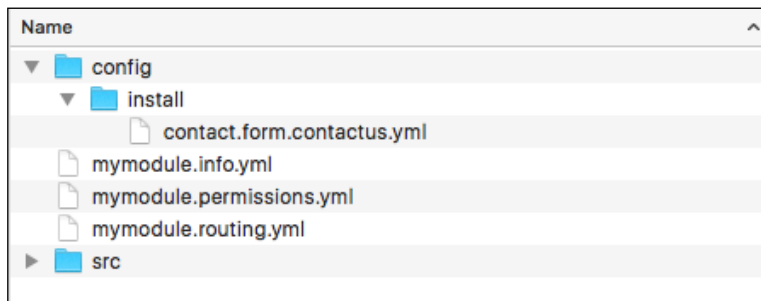 Name
config
install
contact.form.contactus.yml
mymodule.info.yml
mymodule.permissions.yml
mymodule.routing.yml
src